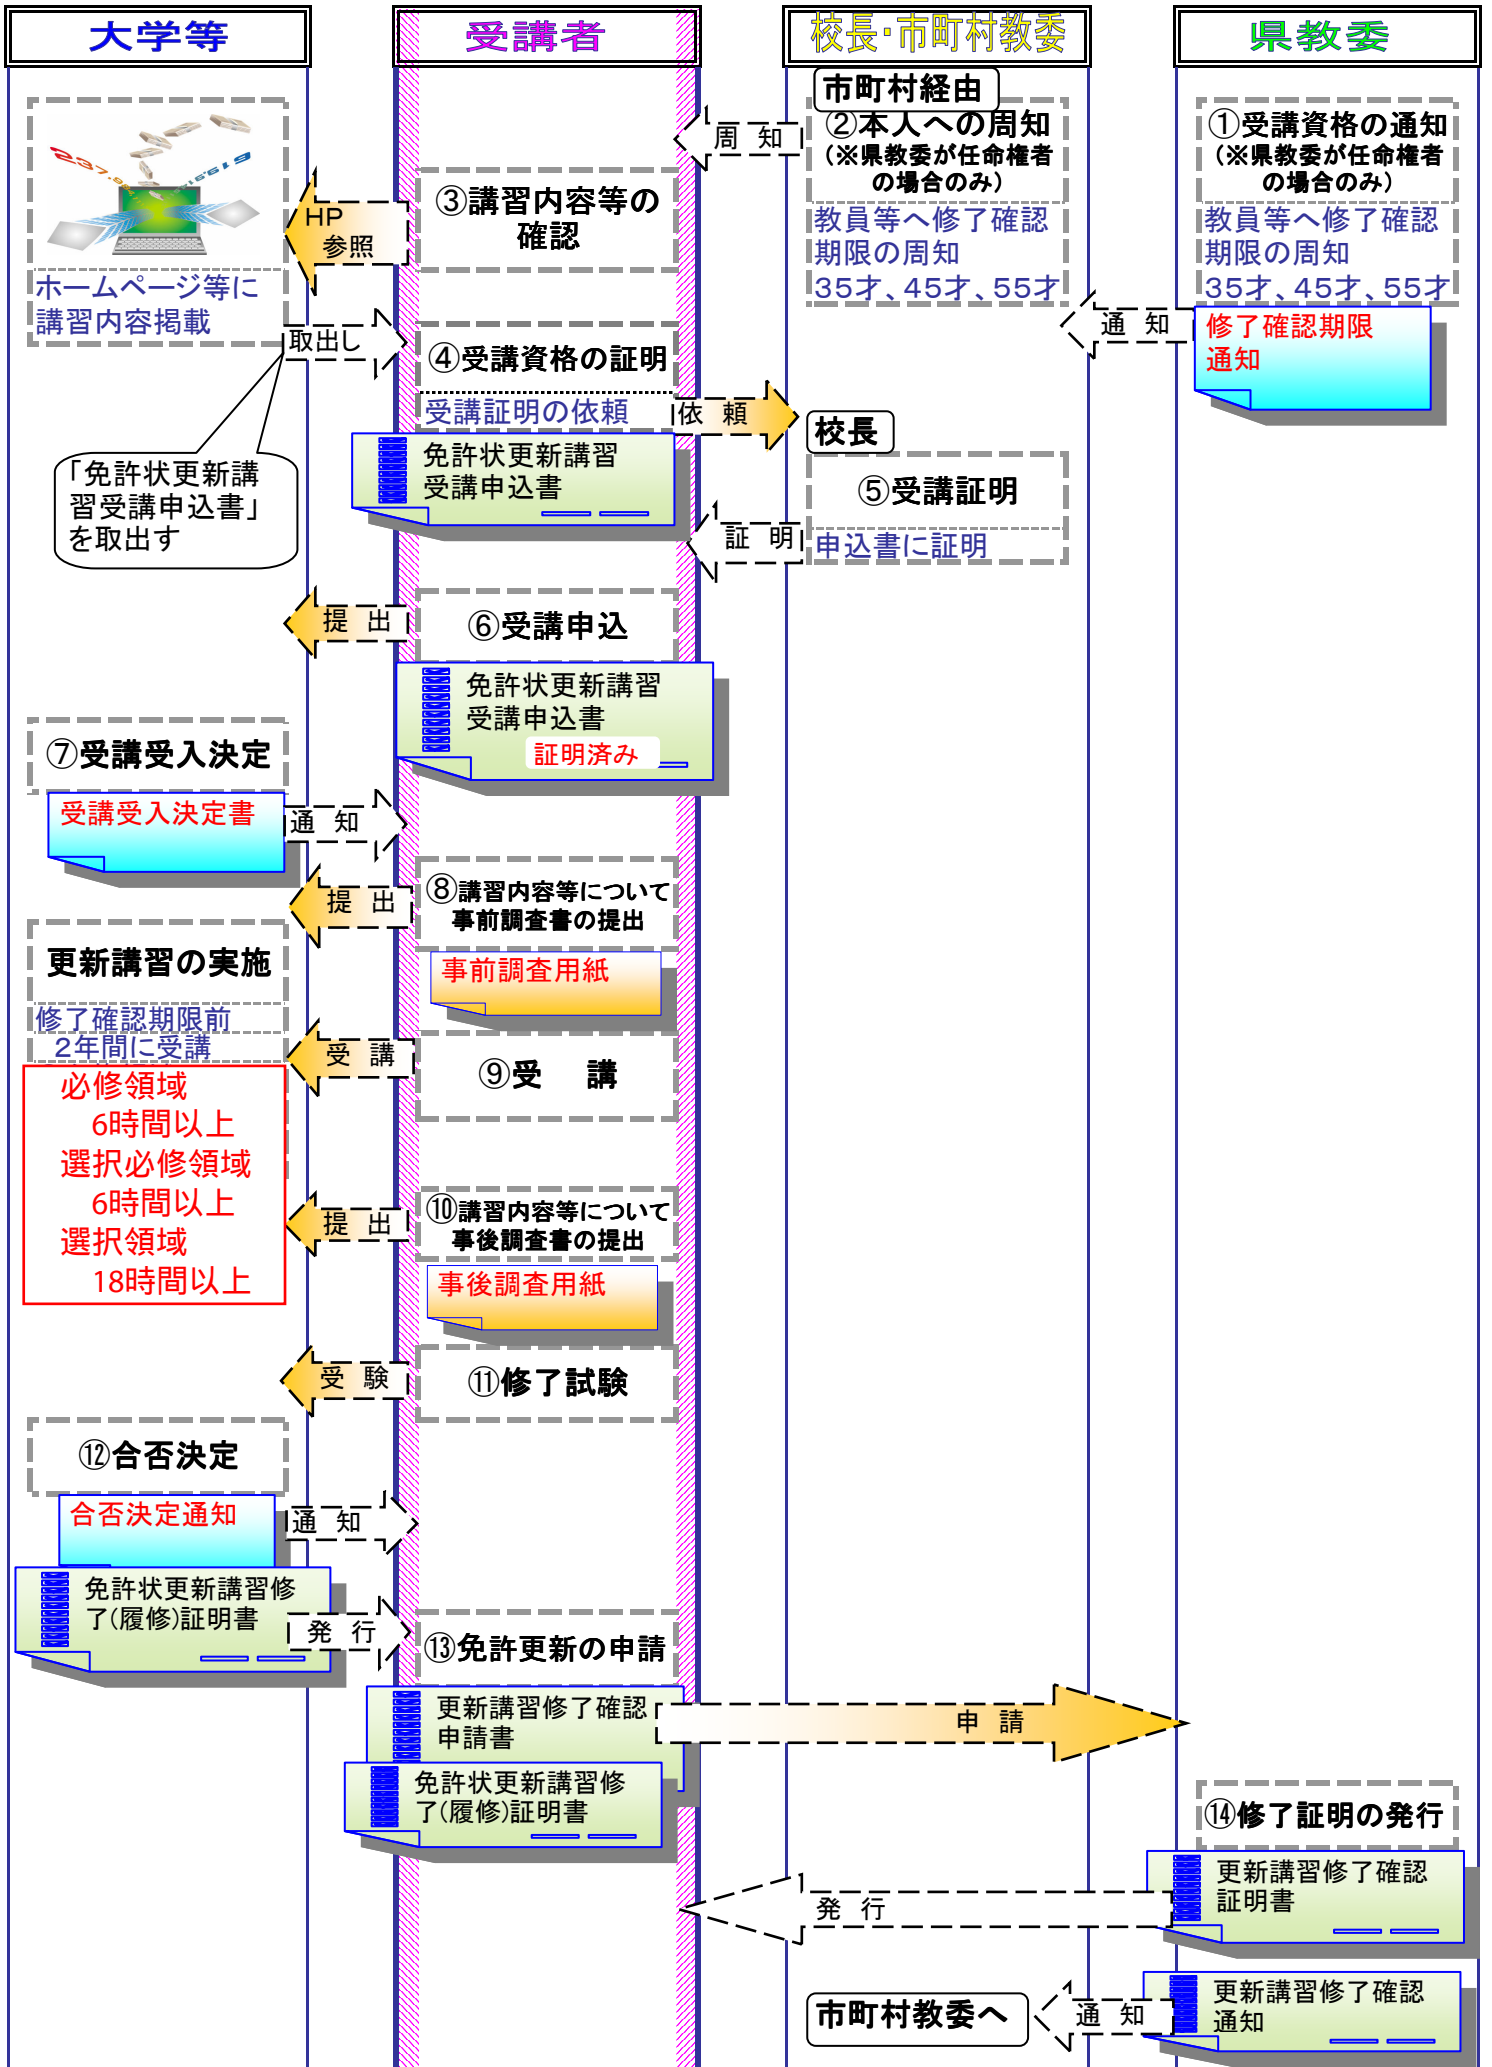 大学等
受講者
校長・市町村教委
県教委
市町村経由
①受講資格の通知
(※県教委が任命権者
の場合のみ)
教員等へ修了確認
期限の周知
35才、45才、55才
修了確認期限
通知
通 知
②本人への周知
(※県教委が任命権者
の場合のみ)
教員等へ修了確認
期限の周知
35才、45才、55才
周 知
③講習内容等の
確認
HP
参照
ホームページ等に
講習内容掲載
取出し
「免許状更新講
習受講申込書」
を取出す
④受講資格の証明
受講証明の依頼
免許状更新講習
受講申込書
依 頼
校長
⑤受講証明
申込書に証明
証 明
⑥受講申込
提 出
免許状更新講習
受講申込書
証明済み
⑦受講受入決定
受講受入決定書
通 知
⑧講習内容等について
事前調査書の提出
提 出
事前調査用紙
更新講習の実施
修了確認期限前
2年間に受講
必修領域
6時間以上
選択必修領域
6時間以上
選択領域
18時間以上
⑨受 講
受 講
⑩講習内容等について
事後調査書の提出
提 出
事後調査用紙
⑪修了試験
受 験
⑫合否決定
合否決定通知
通 知
免許状更新講習修
了(履修)証明書
発 行
⑬免許更新の申請
更新講習修了確認
申請書
免許状更新講習修
了(履修)証明書
申 請
⑭修了証明の発行
更新講習修了確認
証明書
発 行
更新講習修了確認
通知
通 知
市町村教委へ